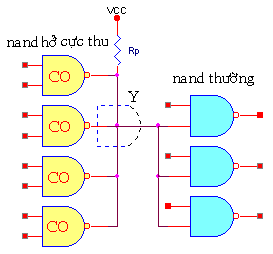 VCC
nand hở cực thu
Rp
nand thường
Y
CO
CO
CO
CO